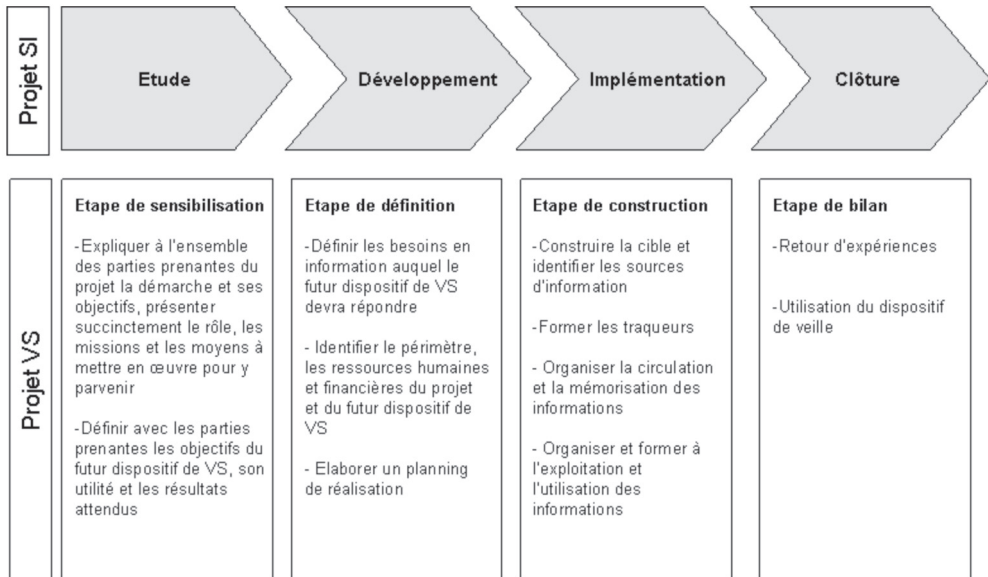 Projet SI
Etude
Développement
Implémentation
Clôture
Projet VS
Etape de sensibilisation
-Expliquer à l'ensemble
des parties prenantes du
projet la démarche et ses
objectifs, présenter
succinctement le rôle, les
missions et les moyens à
mettre en œuvre pour y
parvenir
-Définir avec les parties
prenantes les objectifs du
futur dispositif de VS, son
utilité et les résultats
attendus
Etape de définition
-Définir les besoins en
information auquel le
futur dispositif de VS
devra répondre
- Identifier le périmètre,
les ressources humaines
et financières du projet
et du futur dispositif de
VS
- Elaborer un planning
de réalisation
Etape de construction
-Construire la cible et
identifier les sources
d'information
-Former les traqueurs
- Organiser la circulation
et la mémorisation des
informations
- Organiser et former à
l'exploitation et
l'utilisation des
informations
Etape de bilan
-Retour d'expériences
-Utilisation du dispositif
de veille